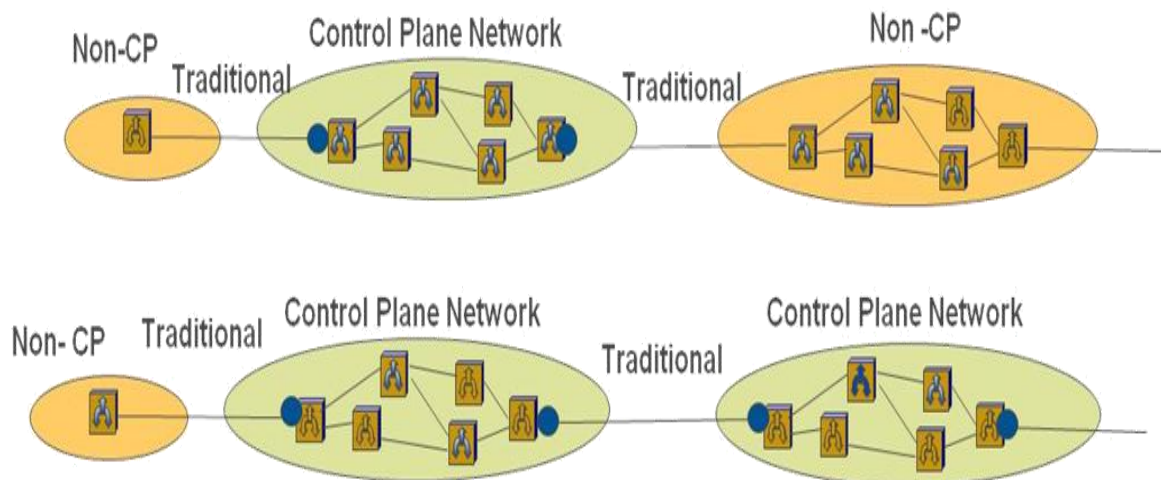 Non-CP
Traditional
Control Plane Network
Traditional
Non -CP
Non- CP
Traditional
Control Plane Network
Traditional
Control Plane Network